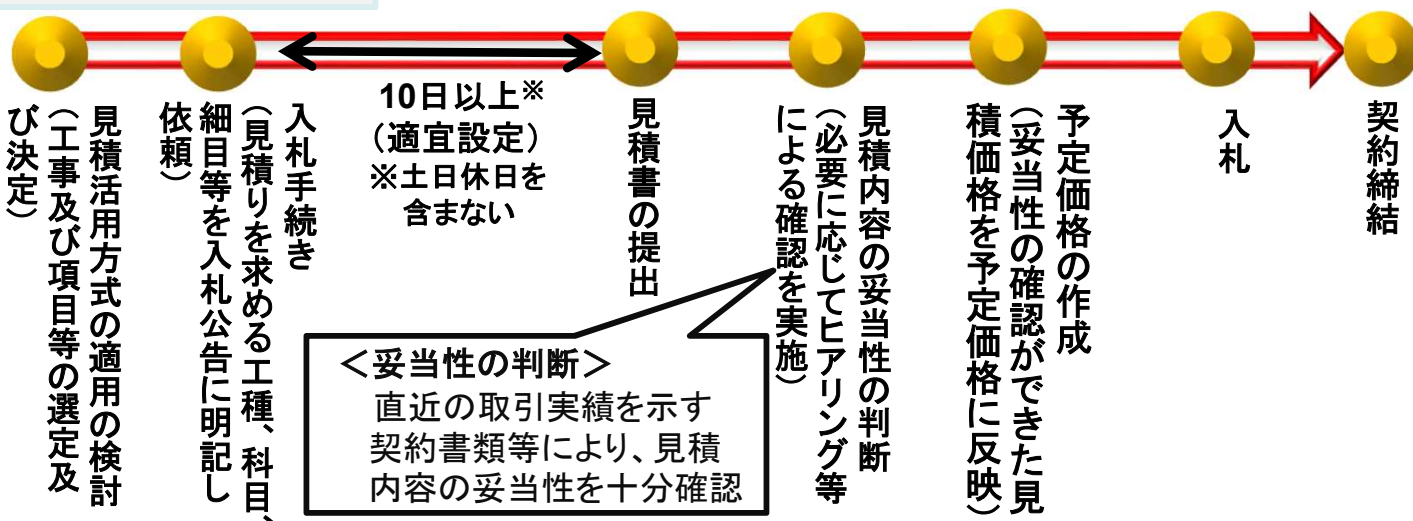 見積活用方式の適用の検討
（工事及び項目等の選定及
び決定）
入札手続き
（見積りを求める工種、科目、
細目等を入札公告に明記し
依頼）
10日以上※
（適宜設定）
※土日休日を
含まない
見積書の提出
見積内容の妥当性の判断
（必要に応じてヒアリング等
による確認を実施）
＜妥当性の判断＞
直近の取引実績を示す
契約書類等により、見積
内容の妥当性を十分確認
予定価格の作成
（妥当性の確認ができた見
積価格を予定価格に反映）
入札
契約締結